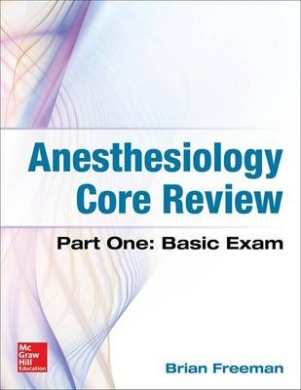 Anesthesiology
Core Review
Part One: Basic Exam
Mc
Graw
Hill
Education
Brian Freeman